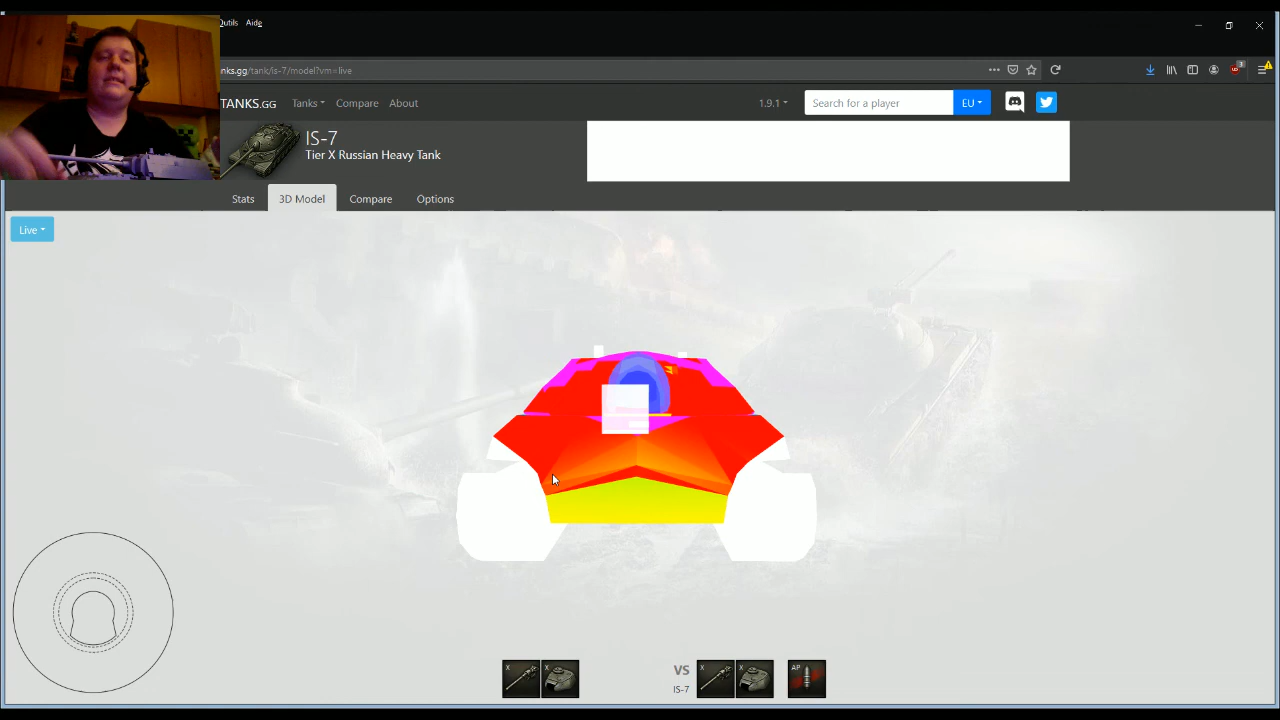 Outils Aide
nks.gg/tank/is-7/model?vm=live
TANKS.GG Tanks Compare About 1.9.1 Search for a player EU
IS-7
Tier X Russian Heavy Tank
Stats 3D Model Compare Options
Live
X X VS X X AP
IS-7